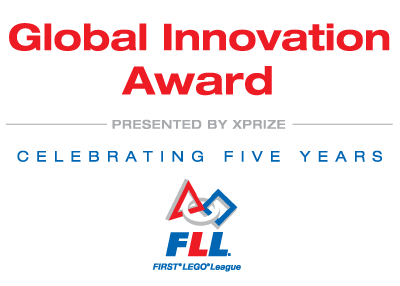 Global Innovation
Award
PRESENTED BY XPRIZE
CELEBRATING FIVE YEARS
FLL.
FIRST® LEGO® League